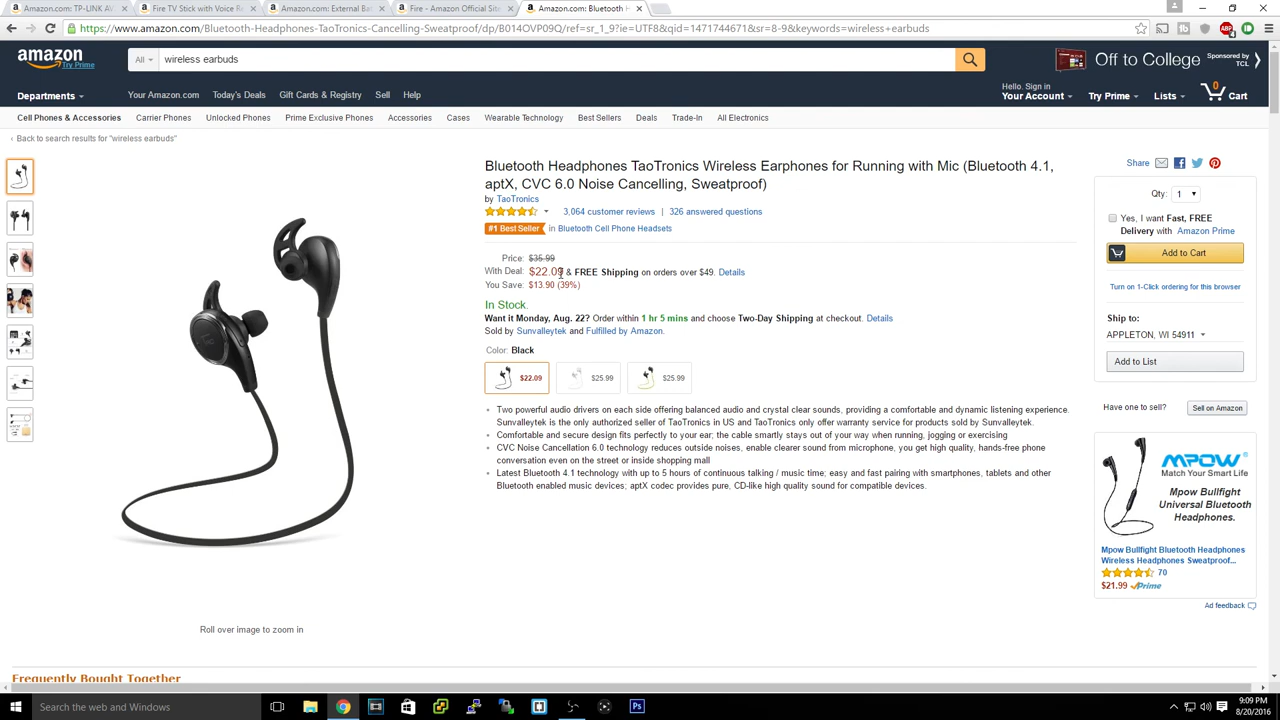 Amazon.com: TP-LINK AV
Fire TV Stick with Voice Re
Amazon.com: External Bat
Fire - Amazon Official Site
Amazon.com: Bluetooth H
https://www.amazon.com/Bluetooth-Headphones-TaoTronics-Cancelling-Sweatproof/dp/B014OVP09Q/ref=sr_1_9?ie=UTF8&qid=1471744671&sr=8-9&keywords=wireless+earbuds
amazon
Try Prime
All
wireless earbuds
Off to College
Sponsored by
TCL
Departments
Your Amazon.com
Today's Deals
Gift Cards & Registry
Sell
Help
Hello. Sign in
Your Account
Try Prime
Lists
0
Cart
Cell Phones & Accessories
Carrier Phones
Unlocked Phones
Prime Exclusive Phones
Accessories
Cases
Wearable Technology
Best Sellers
Deals
Trade-In
All Electronics
‹ Back to search results for "wireless earbuds"
Bluetooth Headphones TaoTronics Wireless Earphones for Running with Mic (Bluetooth 4.1,
aptX, CVC 6.0 Noise Cancelling, Sweatproof)
by TaoTronics
3,064 customer reviews | 326 answered questions
#1 Best Seller in Bluetooth Cell Phone Headsets
Price: $35.99
With Deal: $22.09 & FREE Shipping on orders over $49. Details
You Save: $13.90 (39%)
In Stock.
Want it Monday, Aug. 22? Order within 1 hr 5 mins and choose Two-Day Shipping at checkout. Details
Sold by Sunvalleytek and Fulfilled by Amazon.
Color: Black
$22.09
$25.99
$25.99
Two powerful audio drivers on each side offering balanced audio and crystal clear sounds, providing a comfortable and dynamic listening experience.
Sunvalleytek is the only authorized seller of TaoTronics in US and TaoTronics only offer warranty service for products sold by Sunvalleytek.
Comfortable and secure design fits perfectly to your ear; the cable smartly stays out of your way when running, jogging or exercising
CVC Noise Cancellation 6.0 technology reduces outside noises, enable clearer sound from microphone, you get high quality, hands-free phone
conversation even on the street or inside shopping mall
Latest Bluetooth 4.1 technology with up to 5 hours of continuous talking / music time; easy and fast pairing with smartphones, tablets and other
Bluetooth enabled music devices; aptX codec provides pure, CD-like high quality sound for compatible devices.
Roll over image to zoom in
Frequently Bought Together
Share
Qty: 1
Yes, I want Fast, FREE
Delivery with Amazon Prime
Add to Cart
Turn on 1-Click ordering for this browser
Ship to:
APPLETON, WI 54911
Add to List
Have one to sell?
Sell on Amazon
MPOW
Match Your Smart Life
Mpow Bullfight
Universal Bluetooth
Headphones.
Mpow Bullfight Bluetooth Headphones
Wireless Headphones Sweatproof...
70
$21.99 Prime
Ad feedback
Search the web and Windows
Ps
9:09 PM
8/20/2016